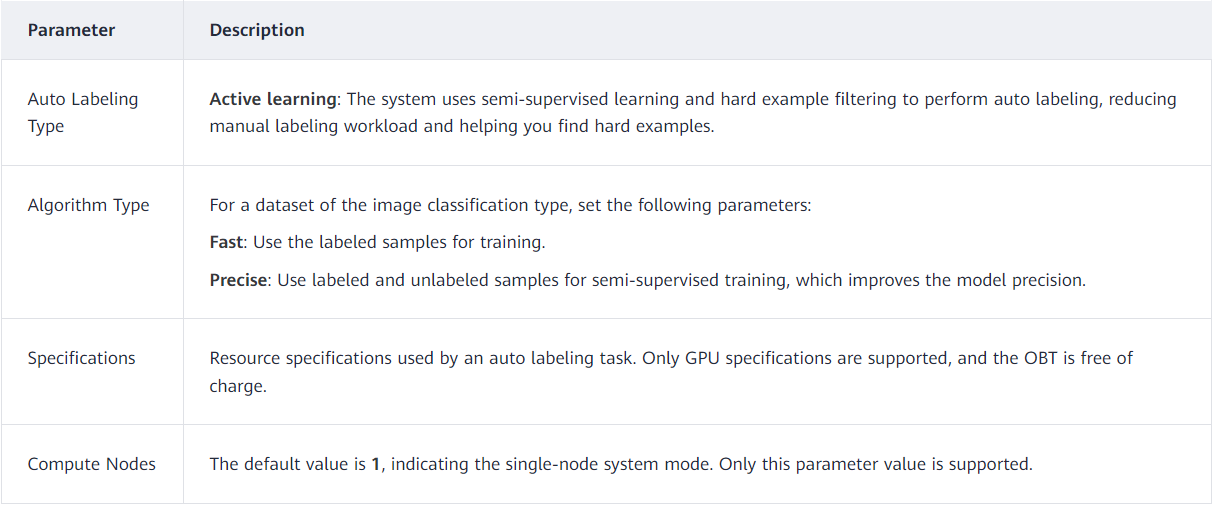 Parameter
Description
Auto Labeling
Type
Active learning: The system uses semi-supervised learning and hard example filtering to perform auto labeling, reducing
manual labeling workload and helping you find hard examples.
Algorithm Type
For a dataset of the image classification type, set the following parameters:
Fast: Use the labeled samples for training.
Precise: Use labeled and unlabeled samples for semi-supervised training, which improves the model precision.
Specifications
Resource specifications used by an auto labeling task. Only GPU specifications are supported, and the OBT is free of
charge.
Compute Nodes
The default value is 1, indicating the single-node system mode. Only this parameter value is supported.